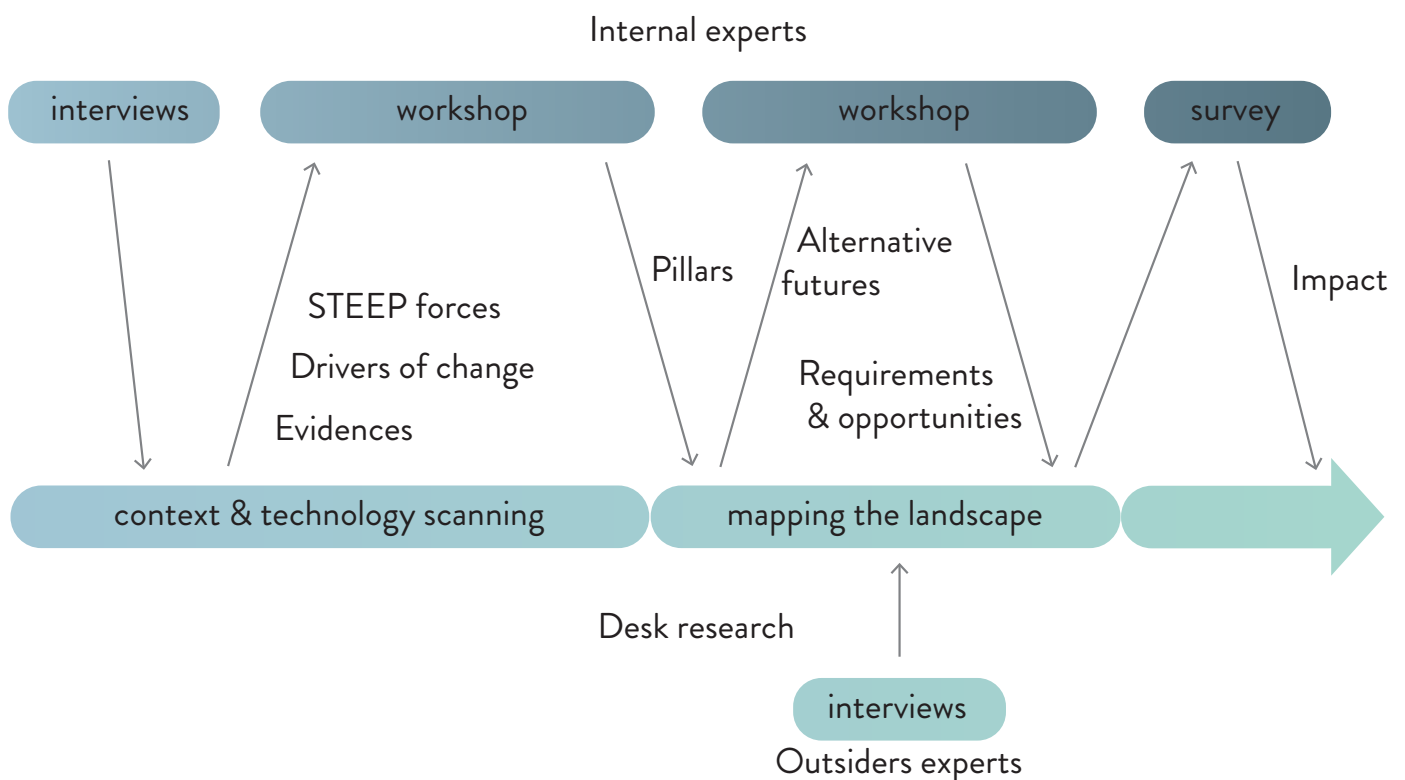 Internal experts
interviews
workshop
workshop
survey
Pillars
Alternative
futures
Impact
STEEP forces
Drivers of change
Evidences
Requirements
& opportunities
context & technology scanning
mapping the landscape
Desk research
interviews
Outsiders experts